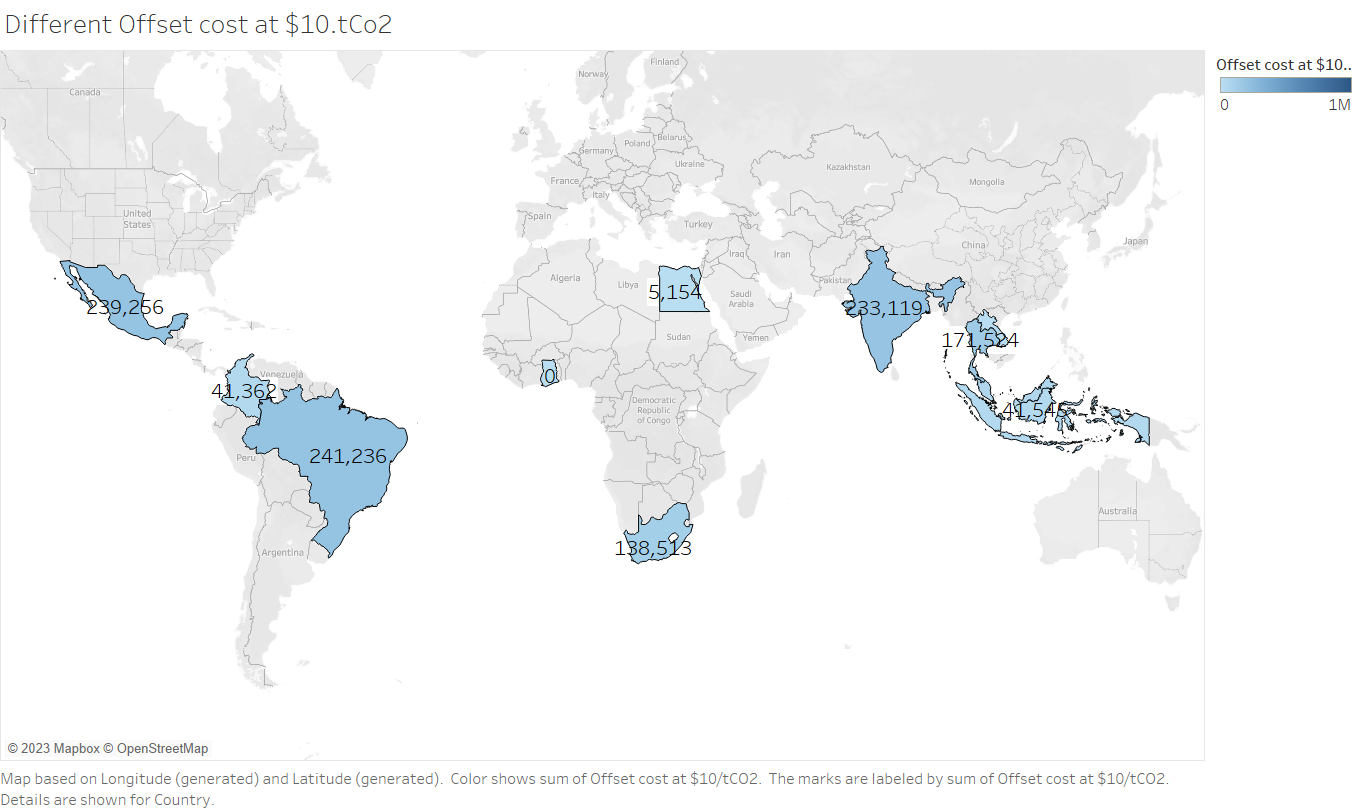 Different Offset cost at $10.tCo2
Offset cost at $10..
0 1M
Finland
Norway
Canada
Belarus
Poland
Germany
Ukraine
Kazakhstan
France
Mongolia
Italy
United
States
Spain
Turkey
Japan
China
Iraq
Iran
Algeria
Libya
Pakistan
5,154
Saudi
Arabia
239,256
233,119
Sudan
Yemen
171,524
Venezuela
0
41,362
Democratic
Republic
of Congo
41,545
241,236
Peru
Australia
138,513
Argentina
© 2023 Mapbox © OpenStreetMap
Map based on Longitude (generated) and Latitude (generated). Color shows sum of Offset cost at $10/tCO2. The marks are labeled by sum of Offset cost at $10/tCO2.
Details are shown for Country.